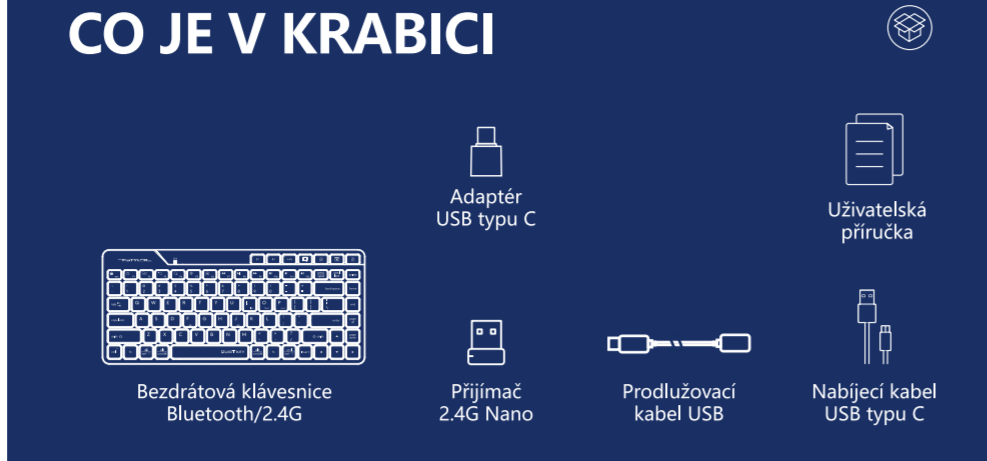 CO JE V KRABICI
Adaptér
USB typu C
Uživatelská
příručka
Bezdrátová klávesnice
Bluetooth/2.4G
Přijímač
2.4G Nano
Prodlužovací
kabel USB
Nabíjecí kabel
USB typu C